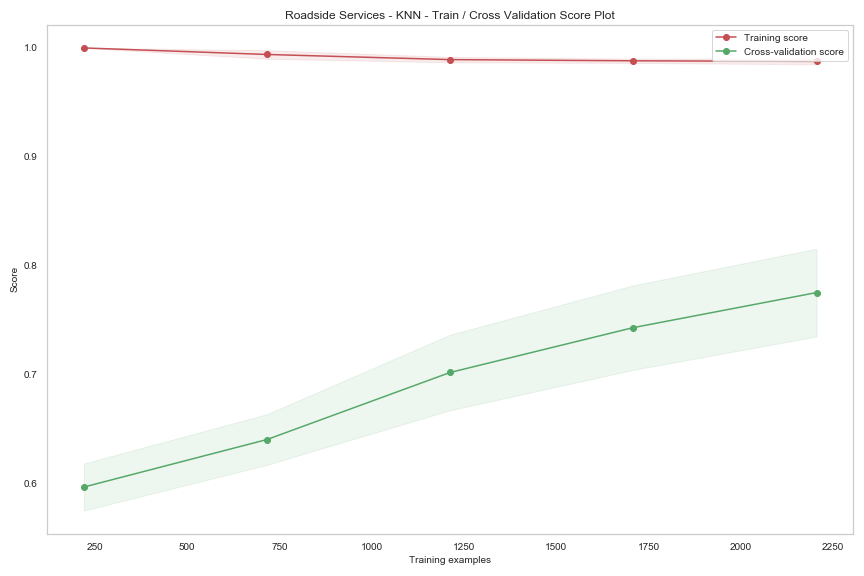 Roadside Services - KNN - Train / Cross Validation Score Plot
Training score
Cross-validation score
1.0
0.9
0.8
0.7
0.6
Score
250 500 750 1000 1250 1500 1750 2000 2250
Training examples